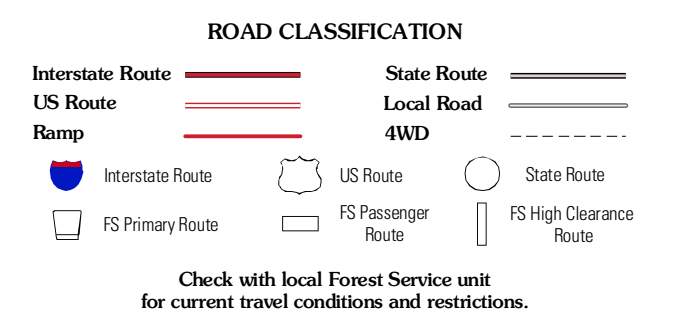 ROAD CLASSIFICATION
Interstate Route
State Route
US Route
Local Road
Ramp
4WD
Interstate Route
US Route
State Route
FS Primary Route
FS Passenger
Route
FS High Clearance
Route
Check with local Forest Service unit
for current travel conditions and restrictions.